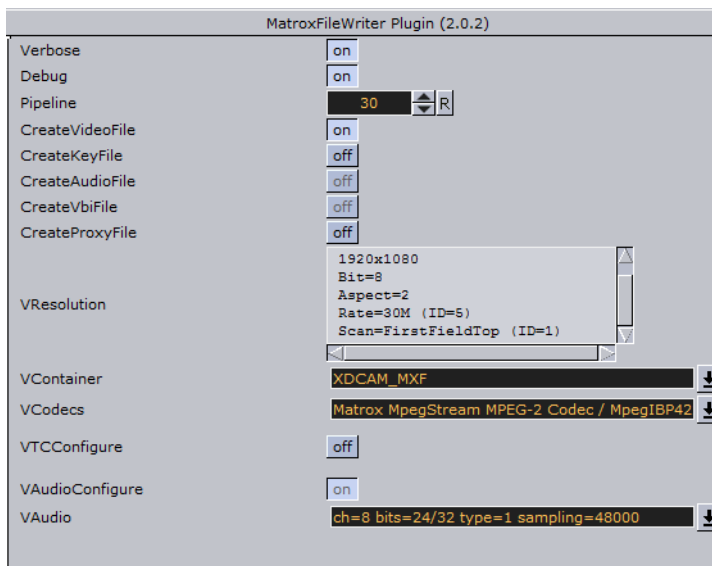 MatroxFileWriter Plugin (2.0.2)
Verbose on
Debug on
Pipeline 30 R
CreateVideoFile on
CreateKeyFile off
CreateAudioFile off
CreateVbiFile off
CreateProxyFile off
1920x1080
Bit=8
Aspect=2
VResolution
Rate=30M (ID=5)
Scan=FirstFieldTop (ID=1)
VContainer XDCAM_MXF
VCodecs Matrox MpegStream MPEG-2 Codec / MpegIBP42
VTCConfigure off
VAudioConfigure on
VAudio ch=8 bits=24/32 type=1 sampling=48000